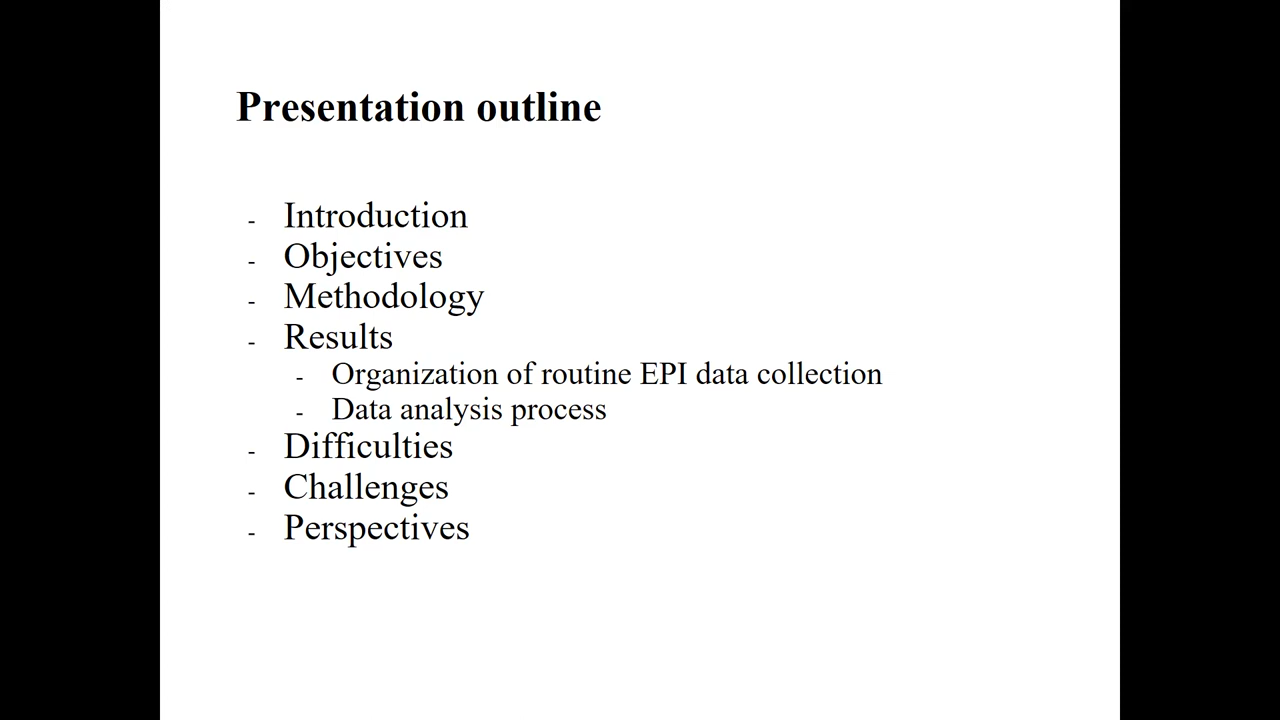 Presentation outline
- Introduction
- Objectives
- Methodology
- Results
- Organization of routine EPI data collection
- Data analysis process
- Difficulties
- Challenges
- Perspectives